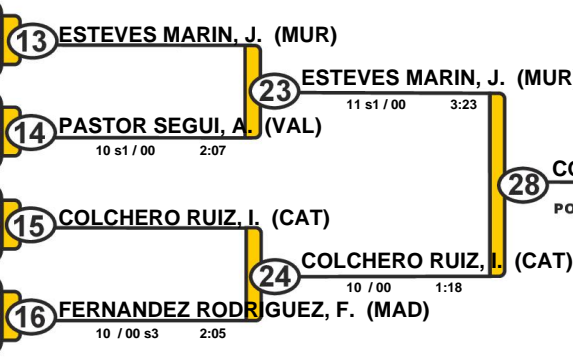 13 ESTEVES MARIN, J. (MUR)
23 ESTEVES MARIN, J. (MUR
11 s1 / 00 3:23
14 PASTOR SEGUI, A. (VAL)
10 s1 / 00 2:07
28 CO
PO
15 COLCHERO RUIZ, I. (CAT)
24 COLCHERO RUIZ, I. (CAT)
10 / 00 1:18
16 FERNANDEZ RODRIGUEZ, F. (MAD)
10 / 00 s3 2:05